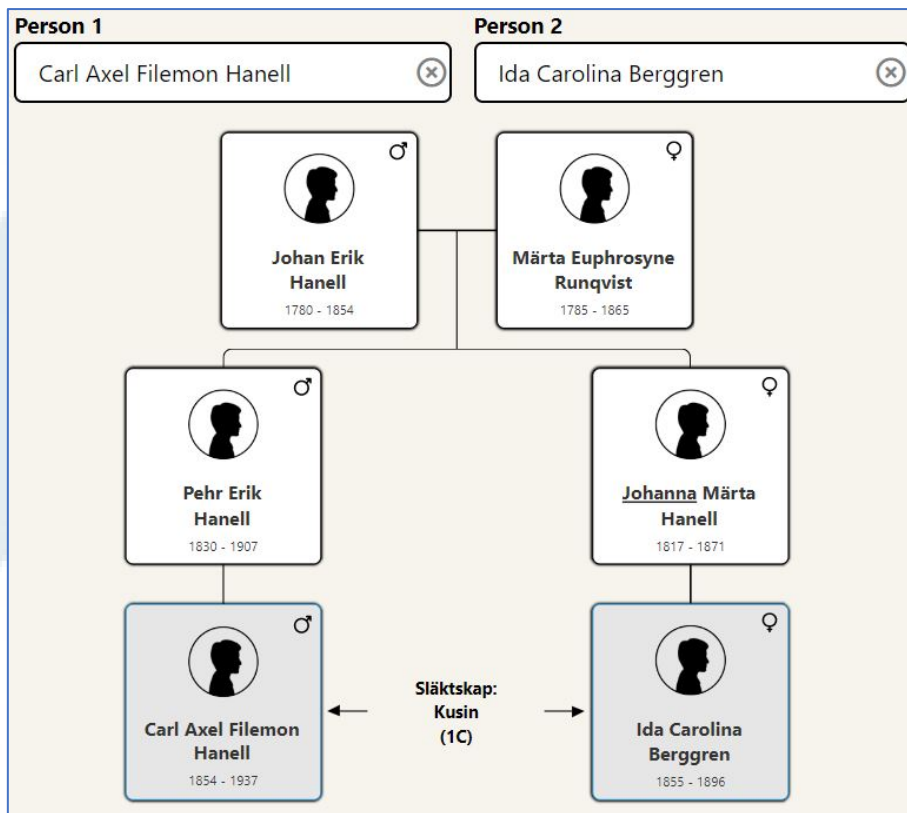 Person 1
Person 2
Carl Axel Filemon Hanell
Ida Carolina Berggren
Johan Erik
Hanell
1780 - 1854
Märta Euphrosyne
Runqvist
1785 - 1865
Pehr Erik
Hanell
1830 - 1907
Johanna Märta
Hanell
1817 - 1871
Carl Axel Filemon
Hanell
1854 - 1937
Släktskap:
Kusin
(1C)
Ida Carolina
Berggren
1855 - 1896